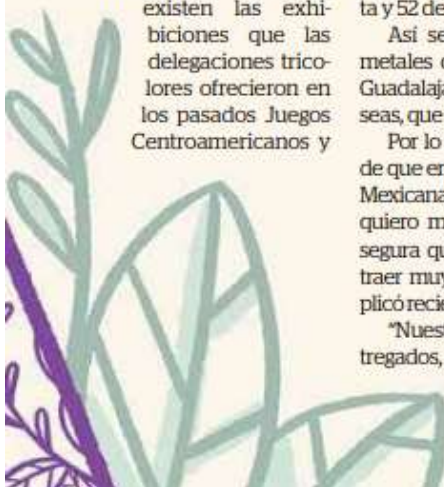 existen las exhi-
biciones que las
delegaciones trico-
lores ofrecieron en
los pasados Juegos
Centroamericanos y
ta y 52 de
Así se
metales
Guadalaja
seas, que
Por lo
de que en
Mexicana
quiero m
segura qu
traer muy
plicó recie
"Nuest
tregados,